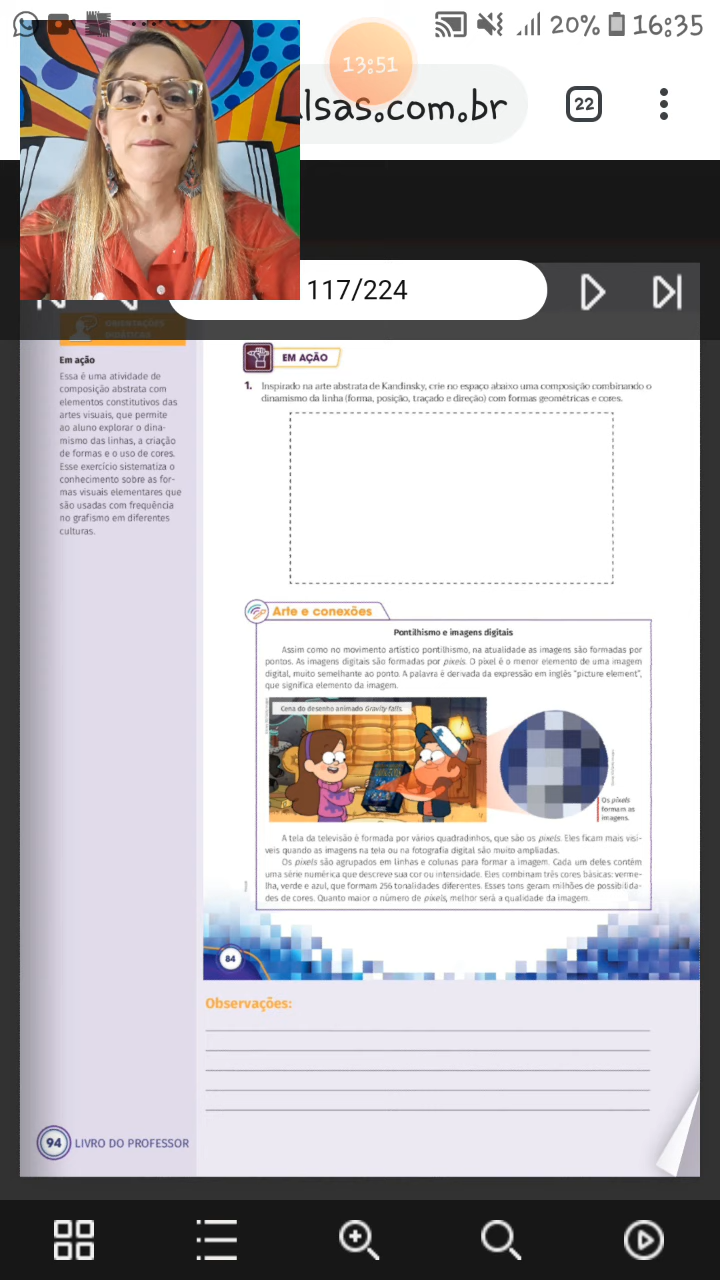 20% 16:35
13:51
lsas.com.br
22
117/224
ORIENTAÇÕES
DIDÁTICAS
Em ação
Essa é uma atividade de
composição abstrata com
elementos constitutivos das
artes visuais, que permite
ao aluno explorar o dina-
mismo das linhas, a criação
de formas e o uso de cores.
Esse exercício sistematiza o
conhecimento sobre as for-
mas visuais elementares que
são usadas com frequência
no grafismo em diferentes
culturas.
EM AÇÃO
1. Inspirado na arte abstrata de Kandinsky, crie no espaço abaixo uma composição combinando o
dinamismo da linha (forma, posição, traçado e direção) com formas geométricas e cores.
Arte e conexões
Pontilhismo e imagens digitais
Assim como no movimento artístico pontilhismo, na atualidade as imagens são formadas por
pontos. As imagens digitais são formadas por pixels. O pixel é o menor elemento de uma imagem
digital, muito semelhante ao ponto. A palavra é derivada da expressão em inglês "picture element",
que significa elemento da imagem.
Cena do desenho animado Gravity falls.
Os pixels
formam as
imagens.
A tela da televisão é formada por vários quadradinhos, que são os pixels. Eles ficam mais visí-
veis quando as imagens na tela ou na fotografia digital são muito ampliadas.
Os pixels são agrupados em linhas e colunas para formar a imagem. Cada um deles contém
uma série numérica que descreve sua cor ou intensidade. Eles combinam três cores básicas: verme-
lha, verde e azul, que formam 256 tonalidades diferentes. Esses tons geram milhões de possibilida-
des de cores. Quanto maior o número de pixels, melhor será a qualidade da imagem.
84
Observações:
94 LIVRO DO PROFESSOR